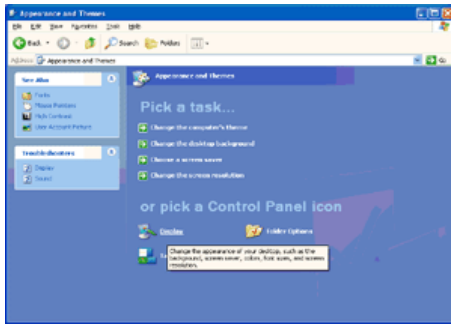 Appearance and Themes
File Edit View Favorites Tools Help
Back Search Folders
Address Appearance and Themes Go
See Also
Fonts
Mouse Pointers
High Contrast
User Account Picture
Troubleshooters
Display
Sound
Appearance and Themes
Pick a task...
Change the computer's theme
Change the desktop background
Choose a screen saver
Change the screen resolution
or pick a Control Panel icon
Display Folder Options
Change the appearance of your desktop, such as the
background, screen saver, colors, font sizes, and screen
resolution.